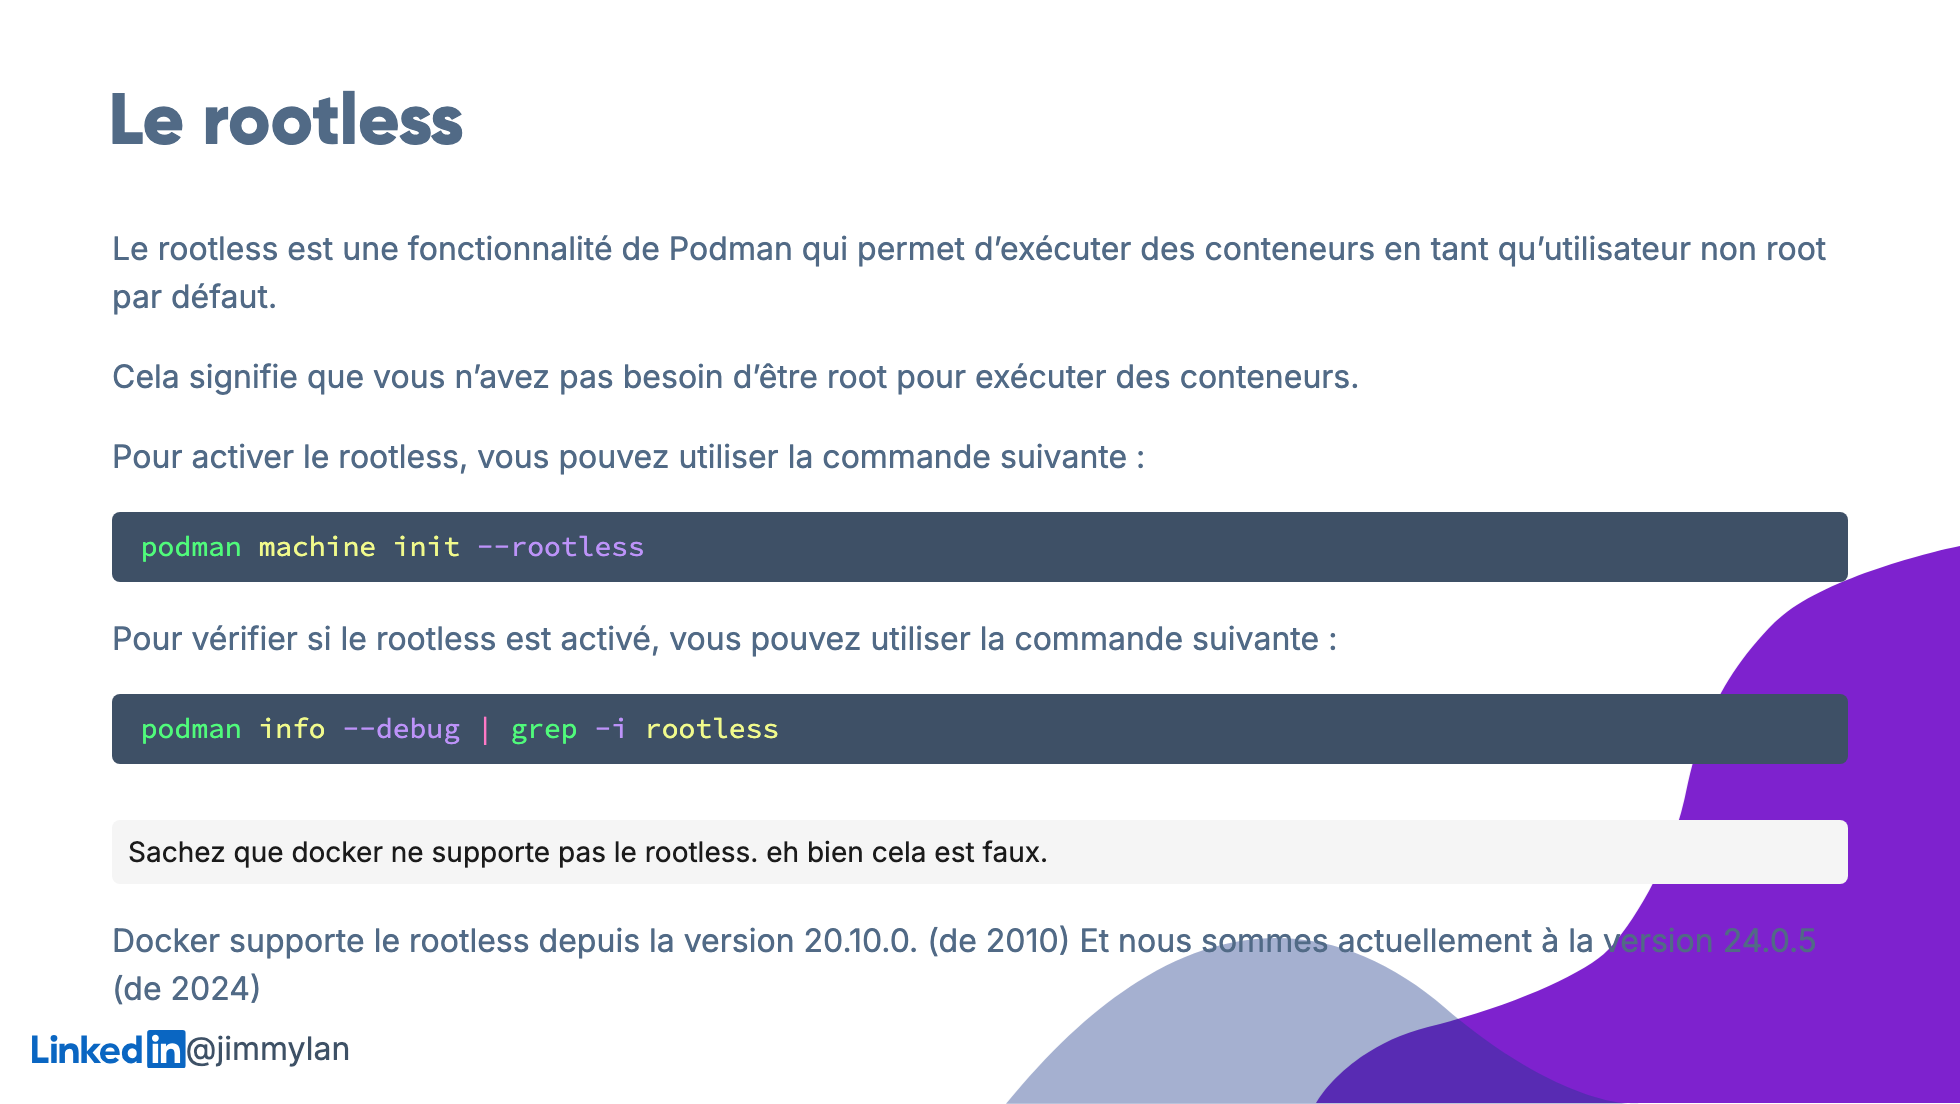 Le rootless
Le rootless est une fonctionnalité de Podman qui permet d’exécuter des conteneurs en tant qu’utilisateur non root
par défaut.
Cela signifie que vous n’avez pas besoin d’être root pour exécuter des conteneurs.
Pour activer le rootless, vous pouvez utiliser la commande suivante :
podman machine init --rootless
Pour vérifier si le rootless est activé, vous pouvez utiliser la commande suivante :
podman info --debug | grep -i rootless
Sachez que docker ne supporte pas le rootless. eh bien cela est faux.
Docker supporte le rootless depuis la version 20.10.0. (de 2010) Et nous sommes actuellement à la version 24.0.5
(de 2024)
Linkedin@jimmylan